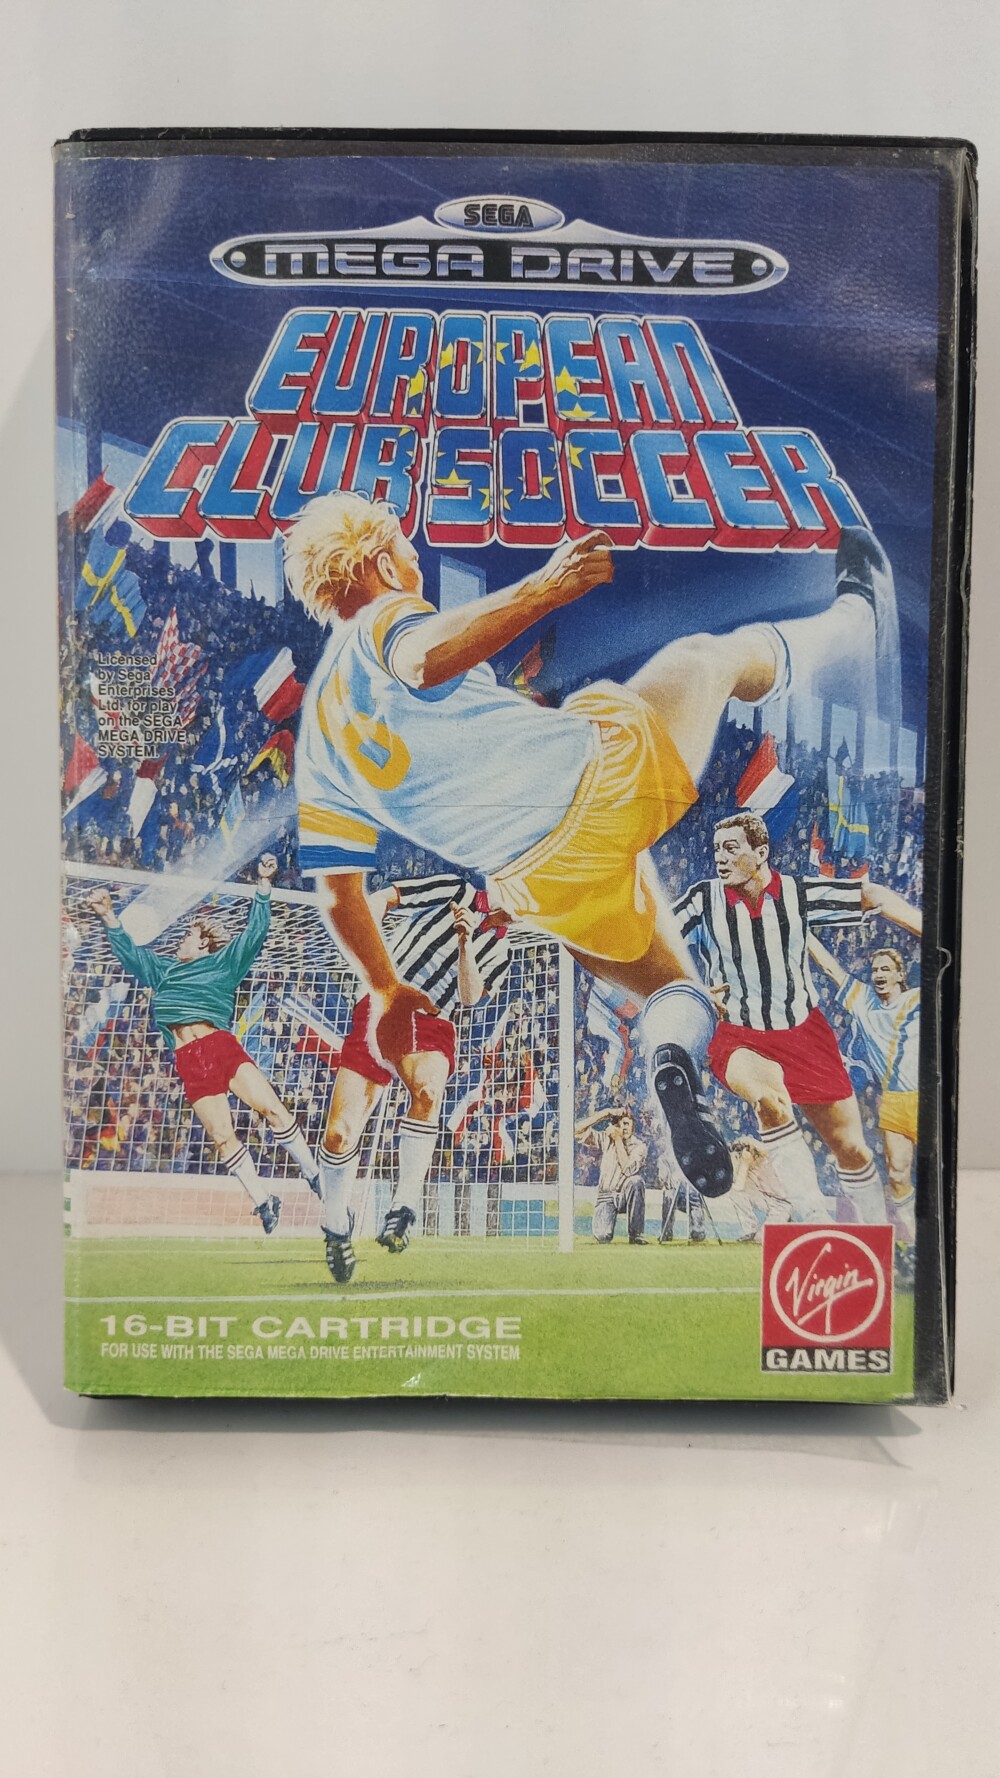 SEGA
MEGA DRIVE
EUROPEAN
CLUB SOCCER
Licensed
by Sega
Enterprises
Ltd. for play
on the SEGA
MEGA DRIVE
SYSTEM.
16-BIT CARTRIDGE
FOR USE WITH THE SEGA MEGA DRIVE ENTERTAINMENT SYSTEM
Virgin
GAMES